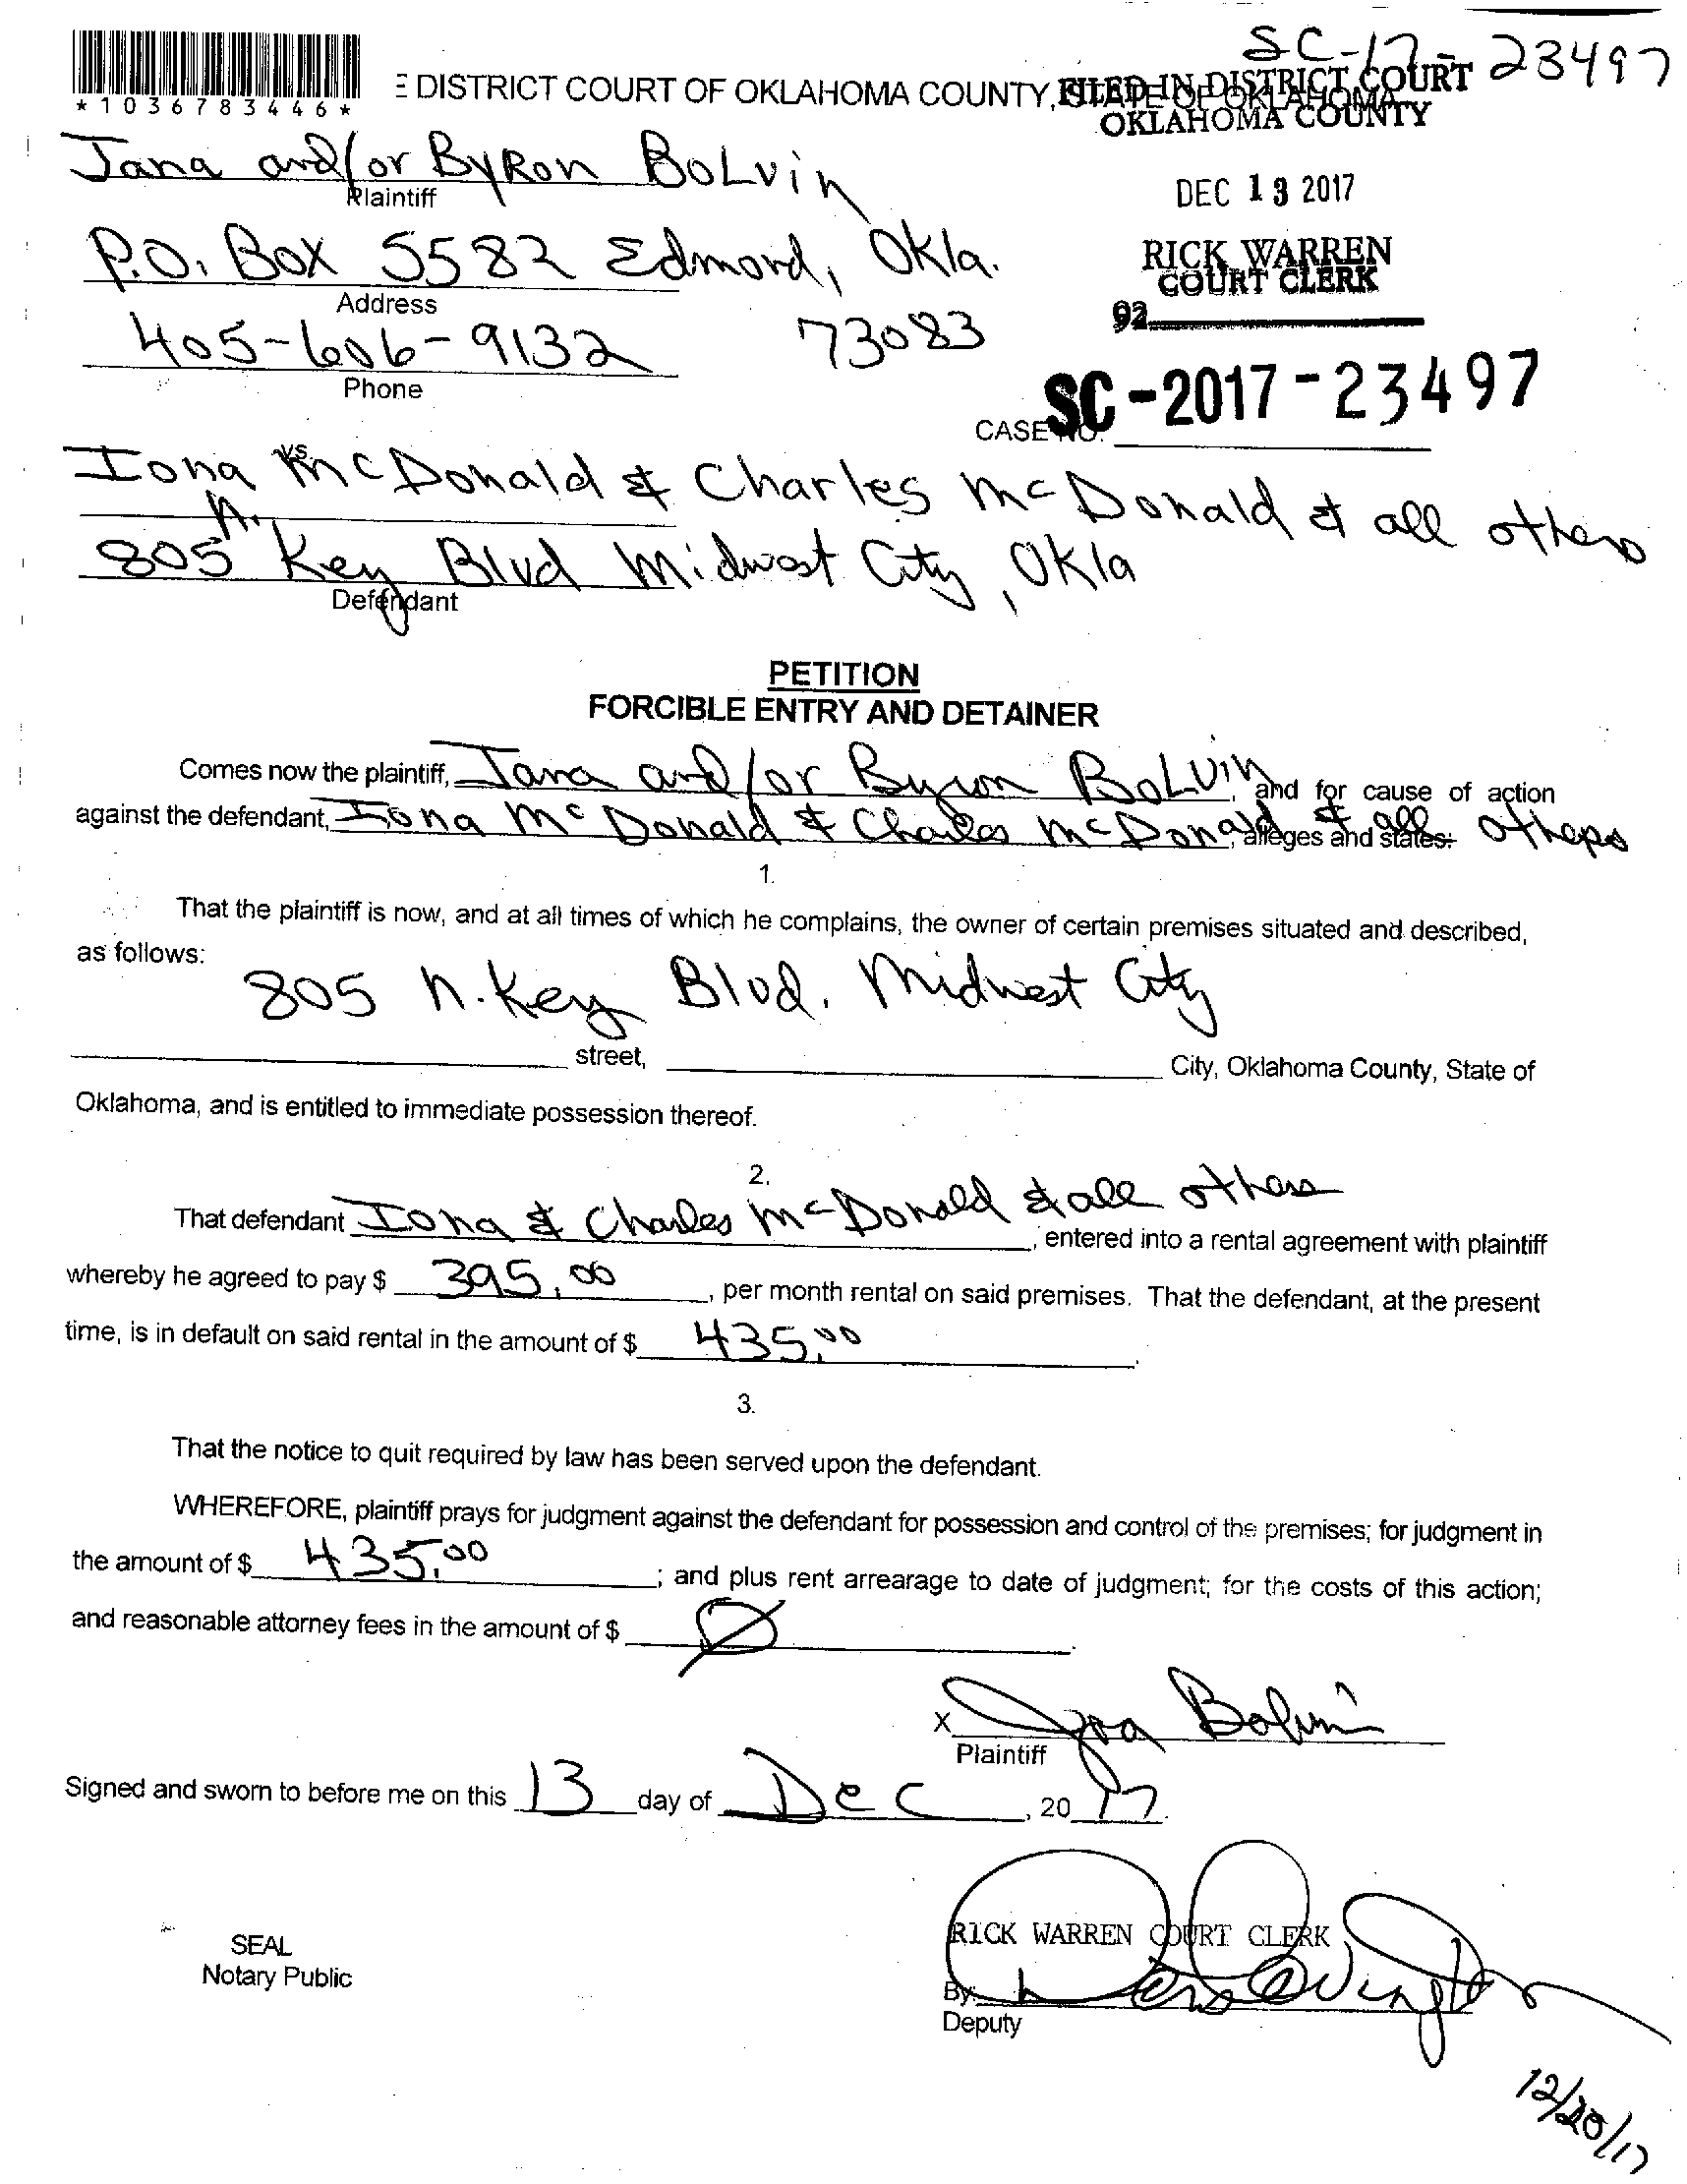 SC-17-23497
*1036783446*
E DISTRICT COURT OF OKLAHOMA COUNTY, STATE OF OKLAHOMA
FILED IN DISTRICT COURT
OKLAHOMA COUNTY
Jana and/or ByRon BoLvin
Plaintiff
DEC 13 2017
P.O. Box 5582 Edmond, Okla.
Address
RICK WARREN
COURT CLERK
92
405-606-9132 73083
Phone
CASE NO. SC-2017-23497
vs.
Iona McDonald & Charles McDonald & all others
805 N. Key Blvd Midwest City, Okla
Defendant
PETITION
FORCIBLE ENTRY AND DETAINER
Comes now the plaintiff, Jana and/or Byron BoLvin, and for cause of action
against the defendant, Iona McDonald & Charles McDonald & all others, alleges and states:
1.
That the plaintiff is now, and at all times of which he complains, the owner of certain premises situated and described,
as follows:
805 N. Key Blvd. Midwest City
street, City, Oklahoma County, State of
Oklahoma, and is entitled to immediate possession thereof.
2.
That defendant Iona & Charles McDonald & all others, entered into a rental agreement with plaintiff
whereby he agreed to pay $ 395.00, per month rental on said premises. That the defendant, at the present
time, is in default on said rental in the amount of $ 435.00.
3.
That the notice to quit required by law has been served upon the defendant.
WHEREFORE, plaintiff prays for judgment against the defendant for possession and control of the premises; for judgment in
the amount of $ 435.00; and plus rent arrearage to date of judgment; for the costs of this action;
and reasonable attorney fees in the amount of $ Ø.
X Jana Bolvin
Plaintiff
Signed and sworn to before me on this 13 day of Dec, 20 17.
SEAL
Notary Public
RICK WARREN COURT CLERK
By:
Deputy
12/20/17